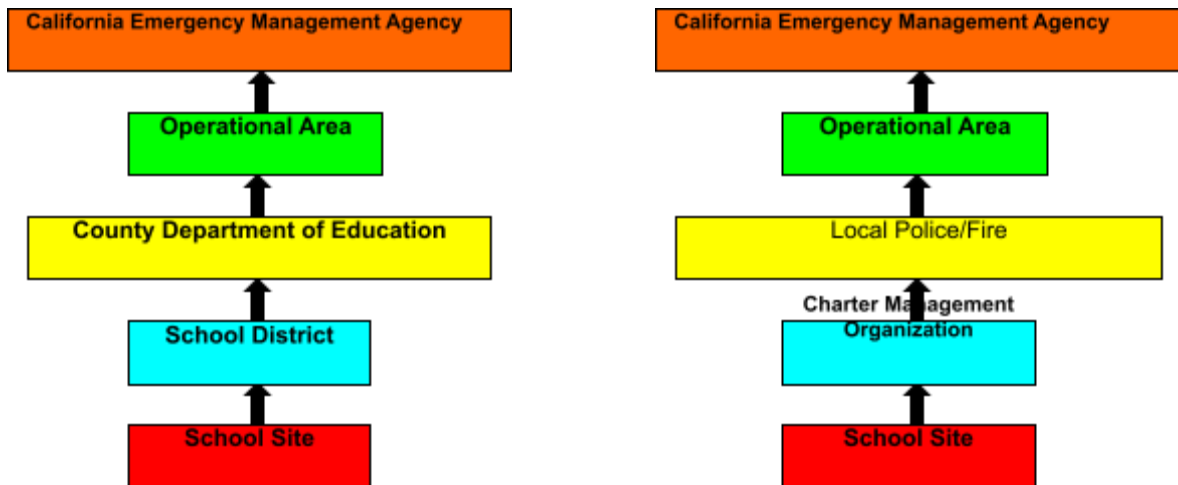 California Emergency Management Agency
Operational Area
County Department of Education
School District
School Site
California Emergency Management Agency
Operational Area
Local Police/Fire
Charter Management
Organization
School Site